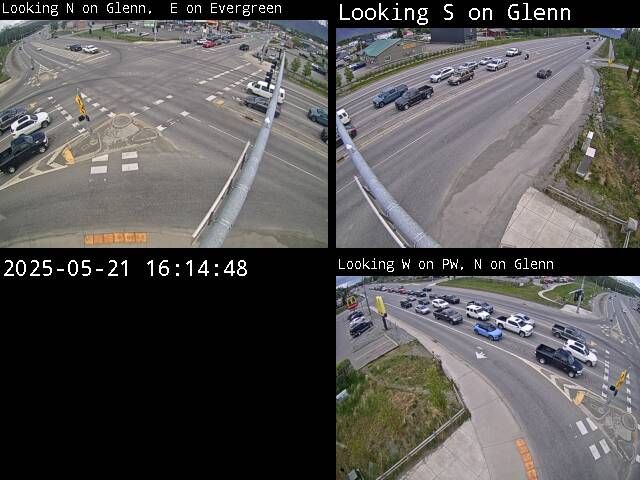 Looking N on Glenn,  E on Evergreen
Looking S on Glenn
2025-05-21 16:14:48
Looking W on PW, N on Glenn